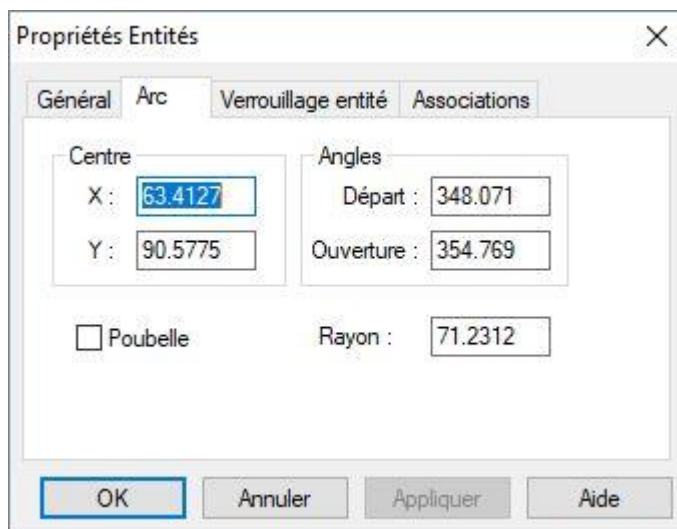 Propriétés Entités
Général Arc Verrouillage entité Associations
Centre Angles
X : 63.4127 Départ : 348.071
Y : 90.5775 Ouverture : 354.769
Poubelle Rayon : 71.2312
OK Annuler Appliquer Aide